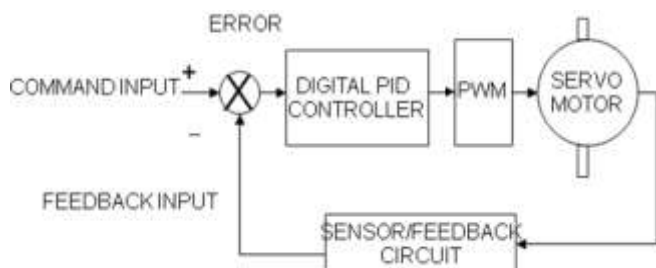 ERROR
+
COMMAND INPUT
DIGITAL PID
CONTROLLER
PWM
SERVO
MOTOR
–
FEEDBACK INPUT
SENSOR/FEEDBACK
CIRCUIT